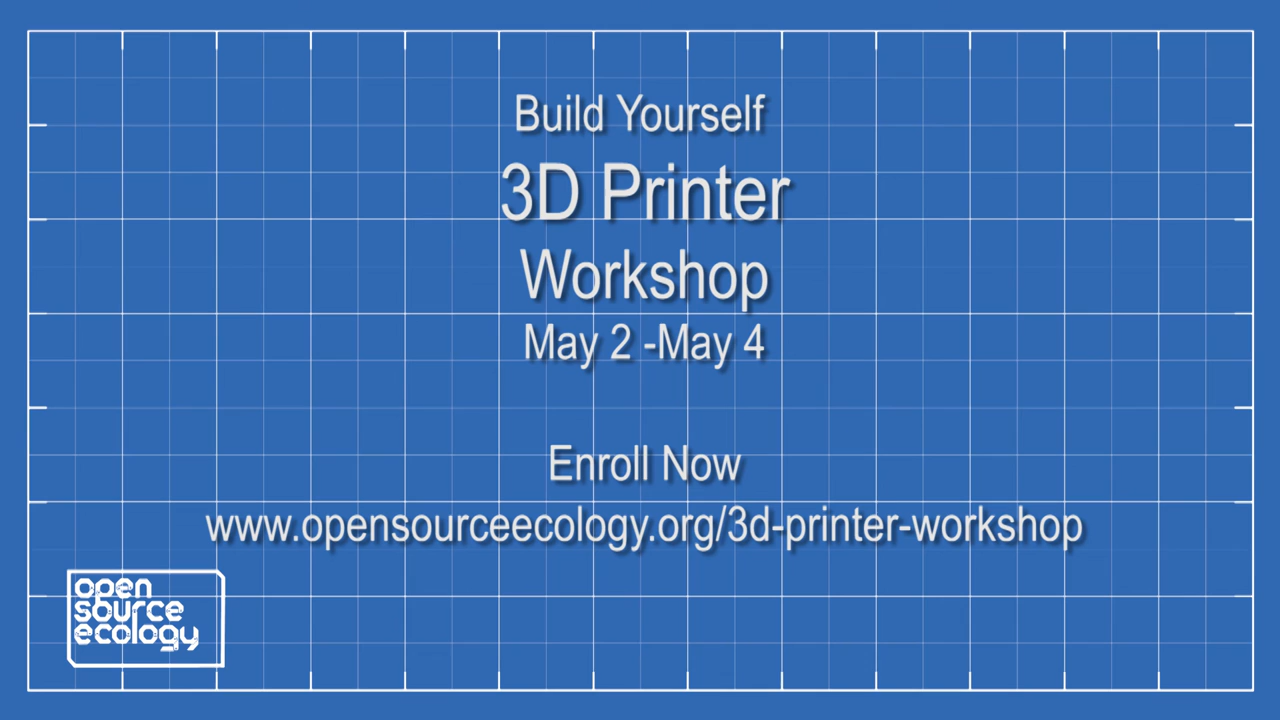 Build Yourself
3D Printer
Workshop
May 2 -May 4
Enroll Now
www.opensourceecology.org/3d-printer-workshop
open
source
ecology